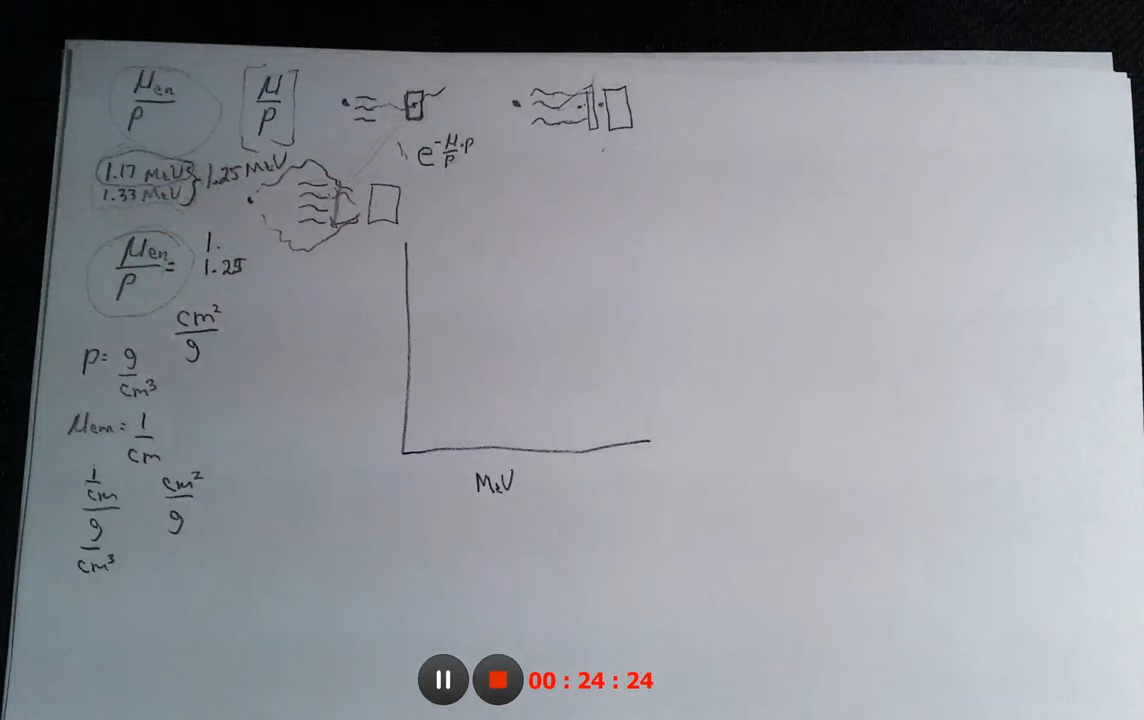 μen/ρ [μ/ρ]
e^-μ/ρ·ρ
1.17 MeV
1.33 MeV } 1.25 MeV
μen/ρ = 1.
1.25
cm²/g
ρ = g/cm³
μen = 1/cm
1/cm / g/cm³ cm²/g
MeV
00 : 24 : 24